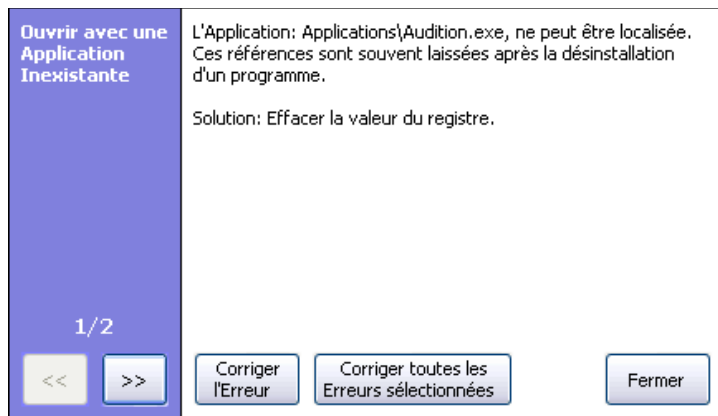 Ouvrir avec une
Application
Inexistante
L'Application: Applications\Audition.exe, ne peut être localisée.
Ces références sont souvent laissées après la désinstallation
d'un programme.
Solution: Effacer la valeur du registre.
1/2
<<
>>
Corriger
l'Erreur
Corriger toutes les
Erreurs sélectionnées
Fermer